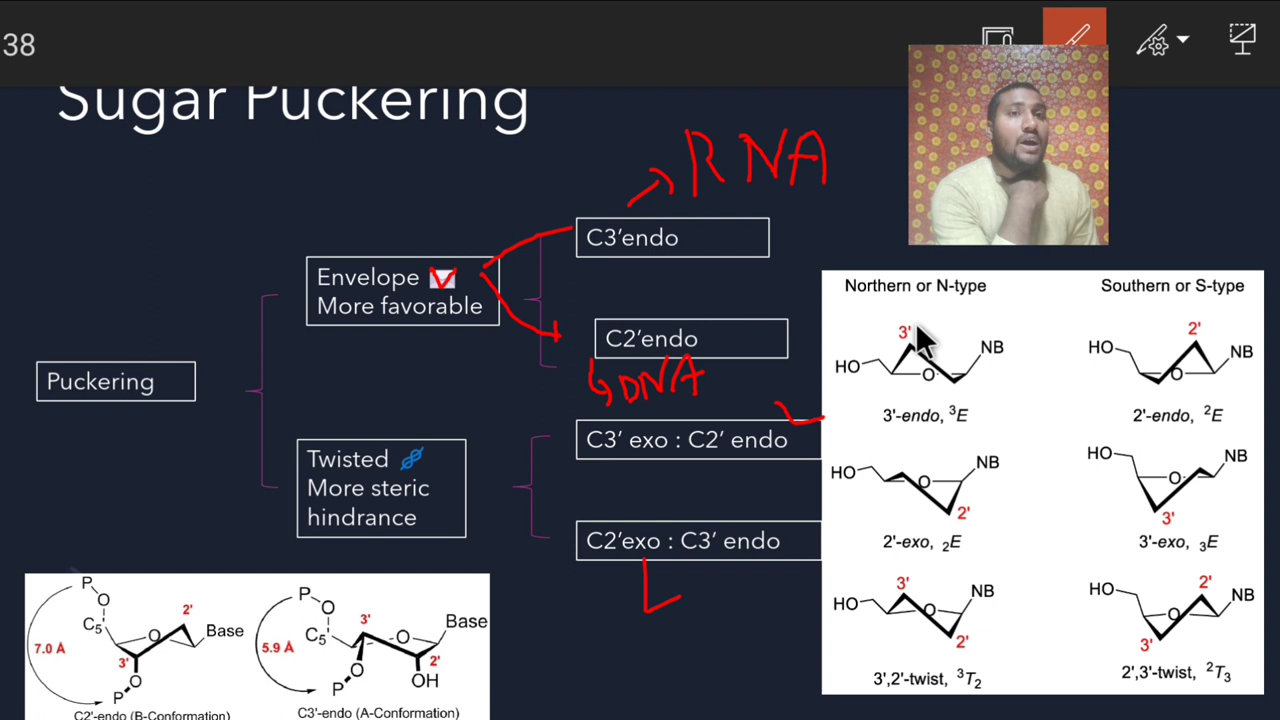 38
Sugar Puckering
RNA
C3'endo
Envelope
More favorable
C2'endo
DNA
Puckering
C3' exo : C2' endo
Twisted
More steric
hindrance
C2'exo : C3' endo
Northern or N-type
Southern or S-type
3'
HO
NB
O
3'-endo, ³E
2'
HO
NB
O
2'-endo, ²E
HO
NB
O
2'
2'-exo, ₂E
HO
NB
O
3'
3'-exo, ₃E
3'
HO
NB
O
2'
3',2'-twist, ³T₂
2'
HO
NB
O
3'
2',3'-twist, ²T₃
P
O
C5
2'
O
Base
7.0 Å
3'
O
P
C2'-endo (B-Conformation)
P
O
C5'
3'
O
Base
5.9 Å
2'
O
P
OH
C3'-endo (A-Conformation)